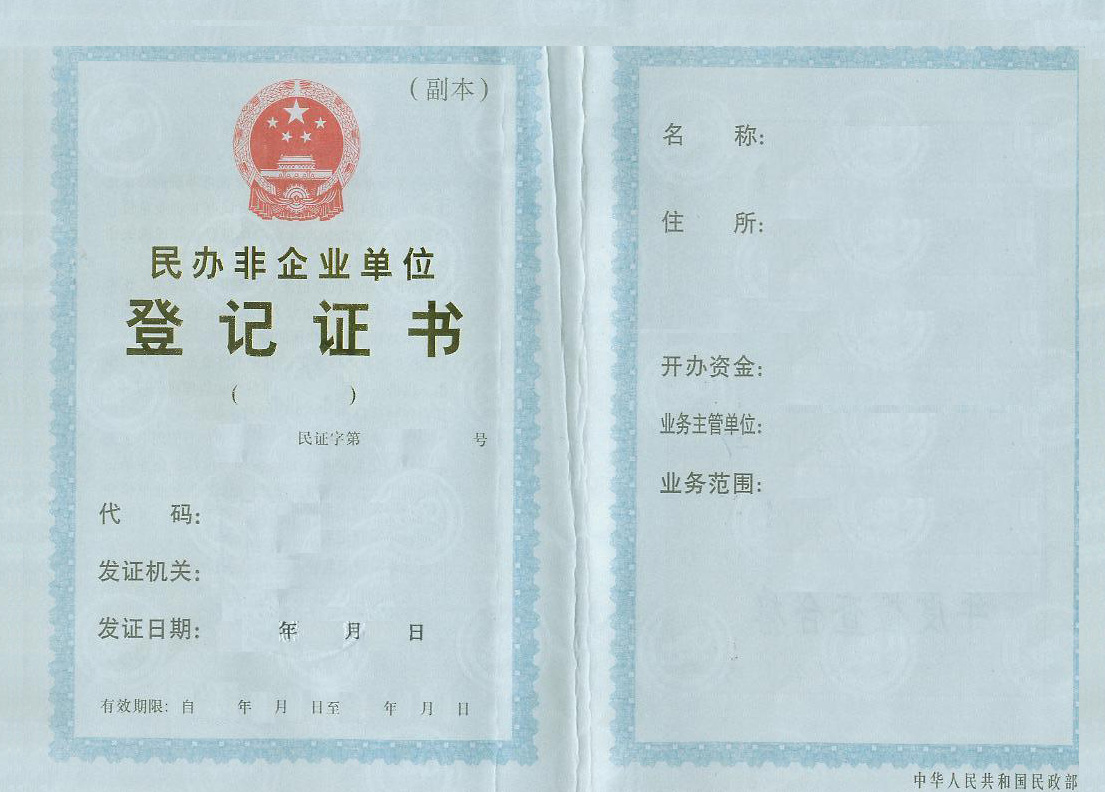 （副本）
民办非企业单位
登记证书
（ ）
民证字第 号
代 码：
发证机关：
发证日期： 年 月 日
有效期限：自 年 月 日至 年 月 日
名 称：
住 所：
开办资金：
业务主管单位：
业务范围：
中华人民共和国民政部